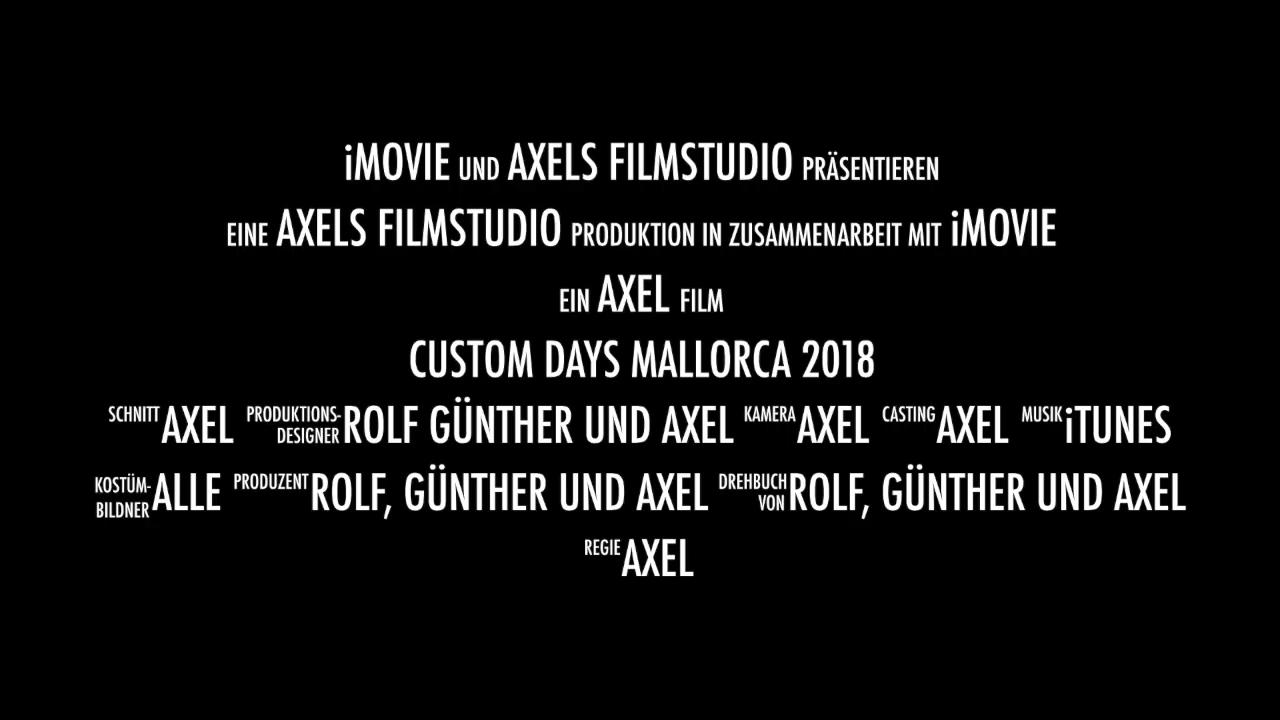 iMOVIE UND AXELS FILMSTUDIO PRÄSENTIEREN
EINE AXELS FILMSTUDIO PRODUKTION IN ZUSAMMENARBEIT MIT iMOVIE
EIN AXEL FILM
CUSTOM DAYS MALLORCA 2018
SCHNITT AXEL PRODUKTIONS-DESIGNER ROLF GÜNTHER UND AXEL KAMERA AXEL CASTING AXEL MUSIK iTUNES
KOSTÜM-BILDNER ALLE PRODUZENT ROLF, GÜNTHER UND AXEL DREHBUCH VON ROLF, GÜNTHER UND AXEL
REGIE AXEL